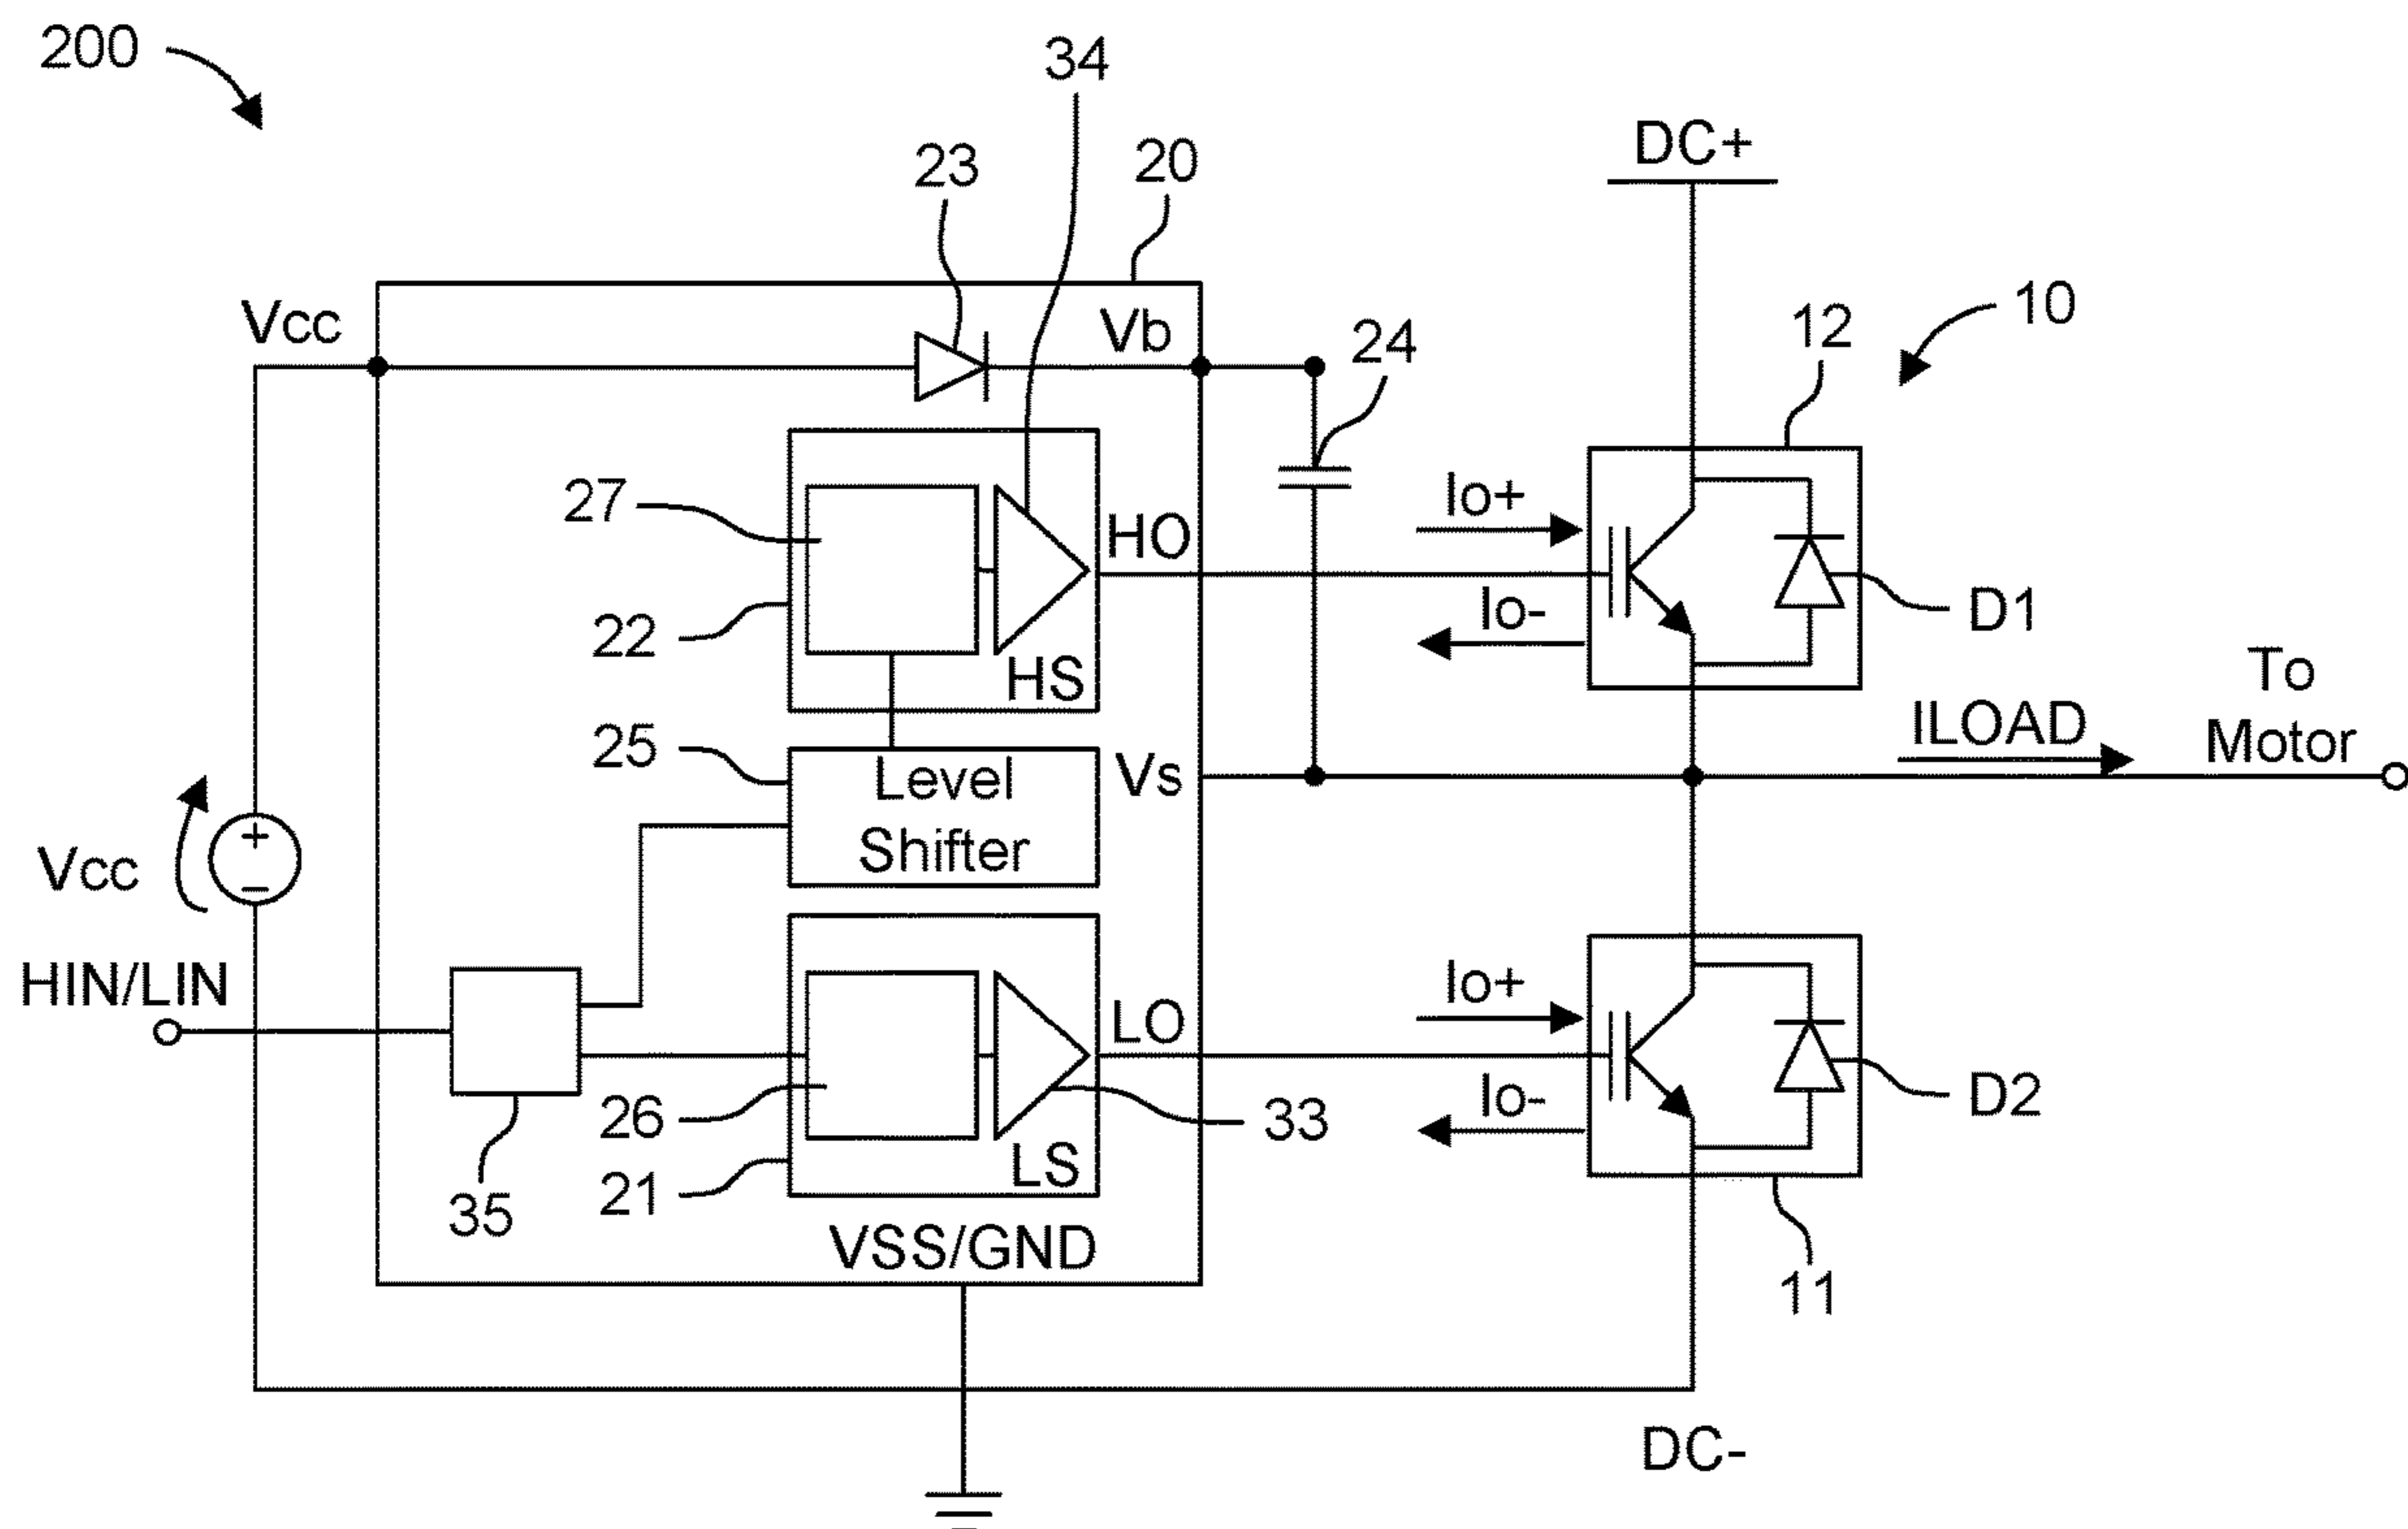 200
34
23
20
DC+
10
Vcc
Vb
24
12
27
HO
Io+
22
Io-
D1
HS
To
Motor
25
Level
Shifter
Vs
ILOAD
+
−
Vcc
HIN/LIN
Io+
LO
26
33
Io-
D2
LS
21
35
VSS/GND
11
DC-